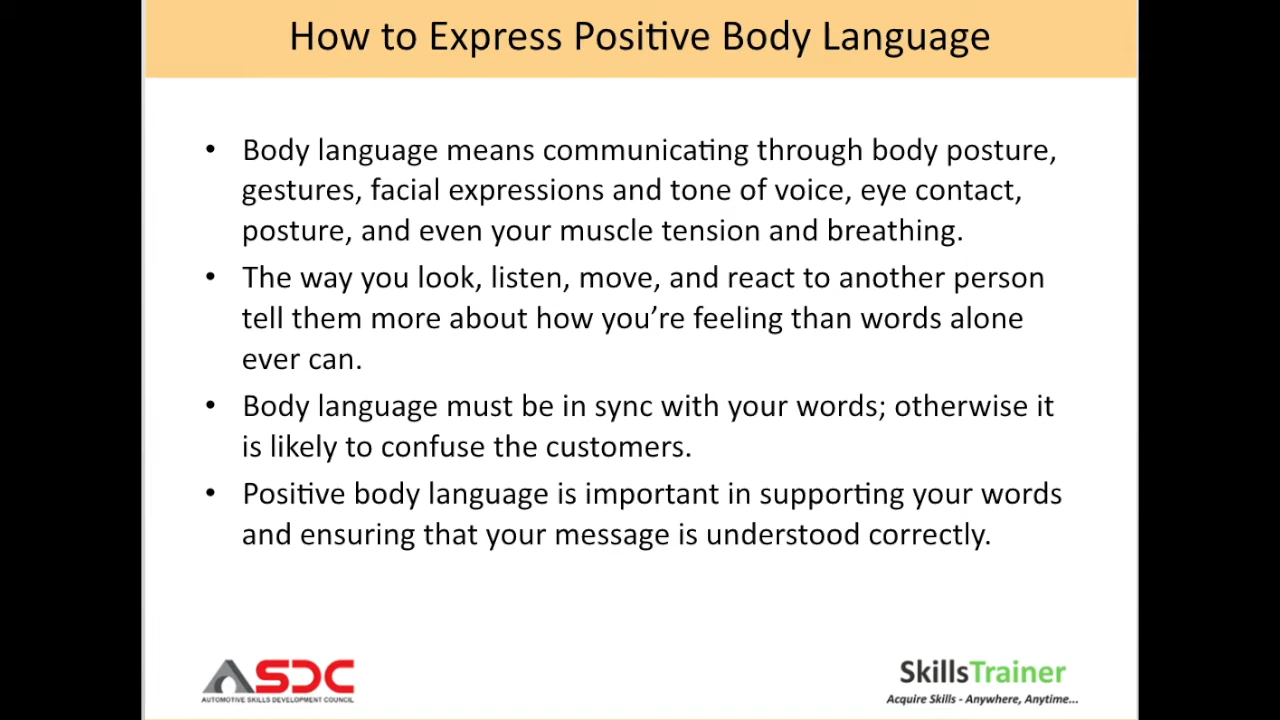 How to Express Positive Body Language
• Body language means communicating through body posture,
gestures, facial expressions and tone of voice, eye contact,
posture, and even your muscle tension and breathing.
• The way you look, listen, move, and react to another person
tell them more about how you’re feeling than words alone
ever can.
• Body language must be in sync with your words; otherwise it
is likely to confuse the customers.
• Positive body language is important in supporting your words
and ensuring that your message is understood correctly.
ASDC
AUTOMOTIVE SKILLS DEVELOPMENT COUNCIL
SkillsTrainer
Acquire Skills - Anywhere, Anytime...